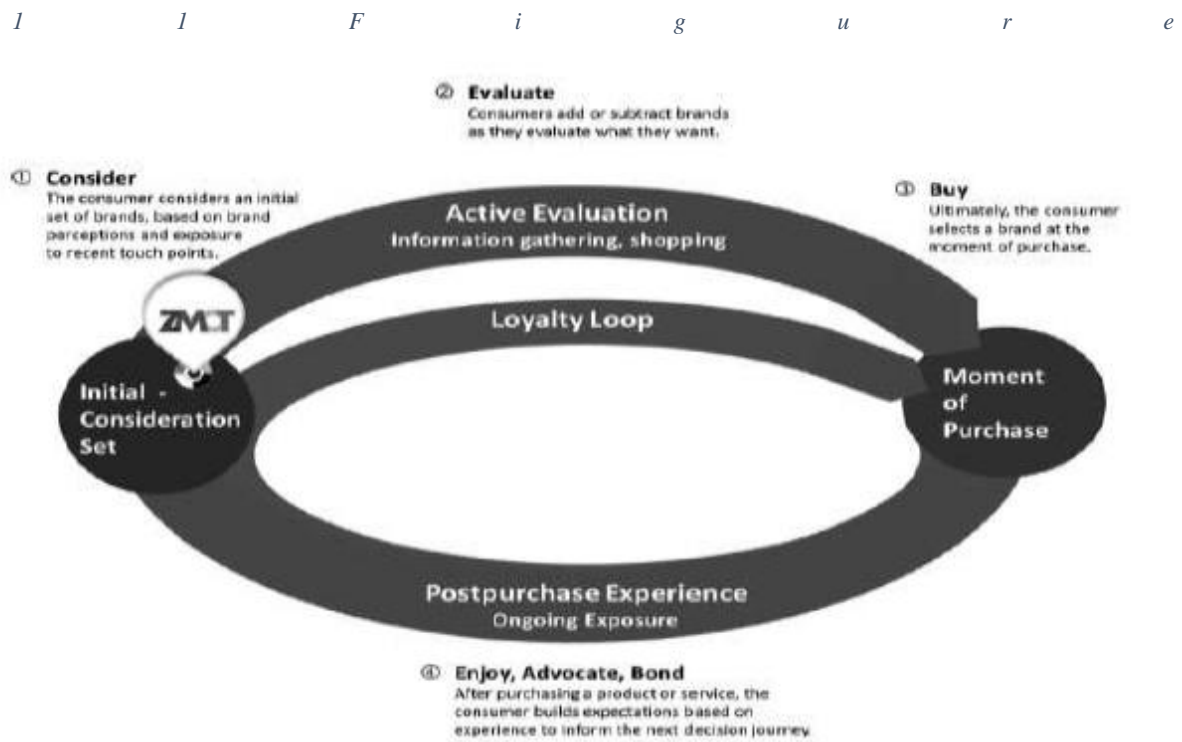 1 1 F i g u r e
② Evaluate
Consumers add or subtract brands
as they evaluate what they want.
① Consider
The consumer considers an initial
set of brands, based on brand
perceptions and exposure
to recent touch points.
③ Buy
Ultimately, the consumer
selects a brand at the
moment of purchase.
Active Evaluation
Information gathering, shopping
ZMOT
Loyalty Loop
Initial -
Consideration
Set
Moment
of
Purchase
Postpurchase Experience
Ongoing Exposure
④ Enjoy, Advocate, Bond
After purchasing a product or service, the
consumer builds expectations based on
experience to inform the next decision journey.